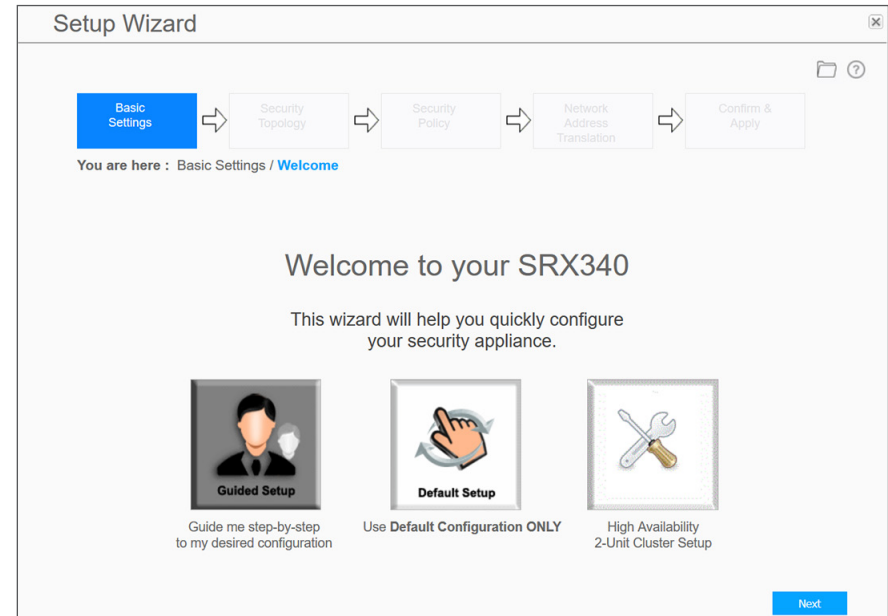 Setup Wizard
Basic
Settings
Security
Topology
Security
Policy
Network
Address
Translation
Confirm &
Apply
You are here : Basic Settings / Welcome
Welcome to your SRX340
This wizard will help you quickly configure
your security appliance.
Guided Setup
Default Setup
Guide me step-by-step
to my desired configuration
Use Default Configuration ONLY
High Availability
2-Unit Cluster Setup
Next